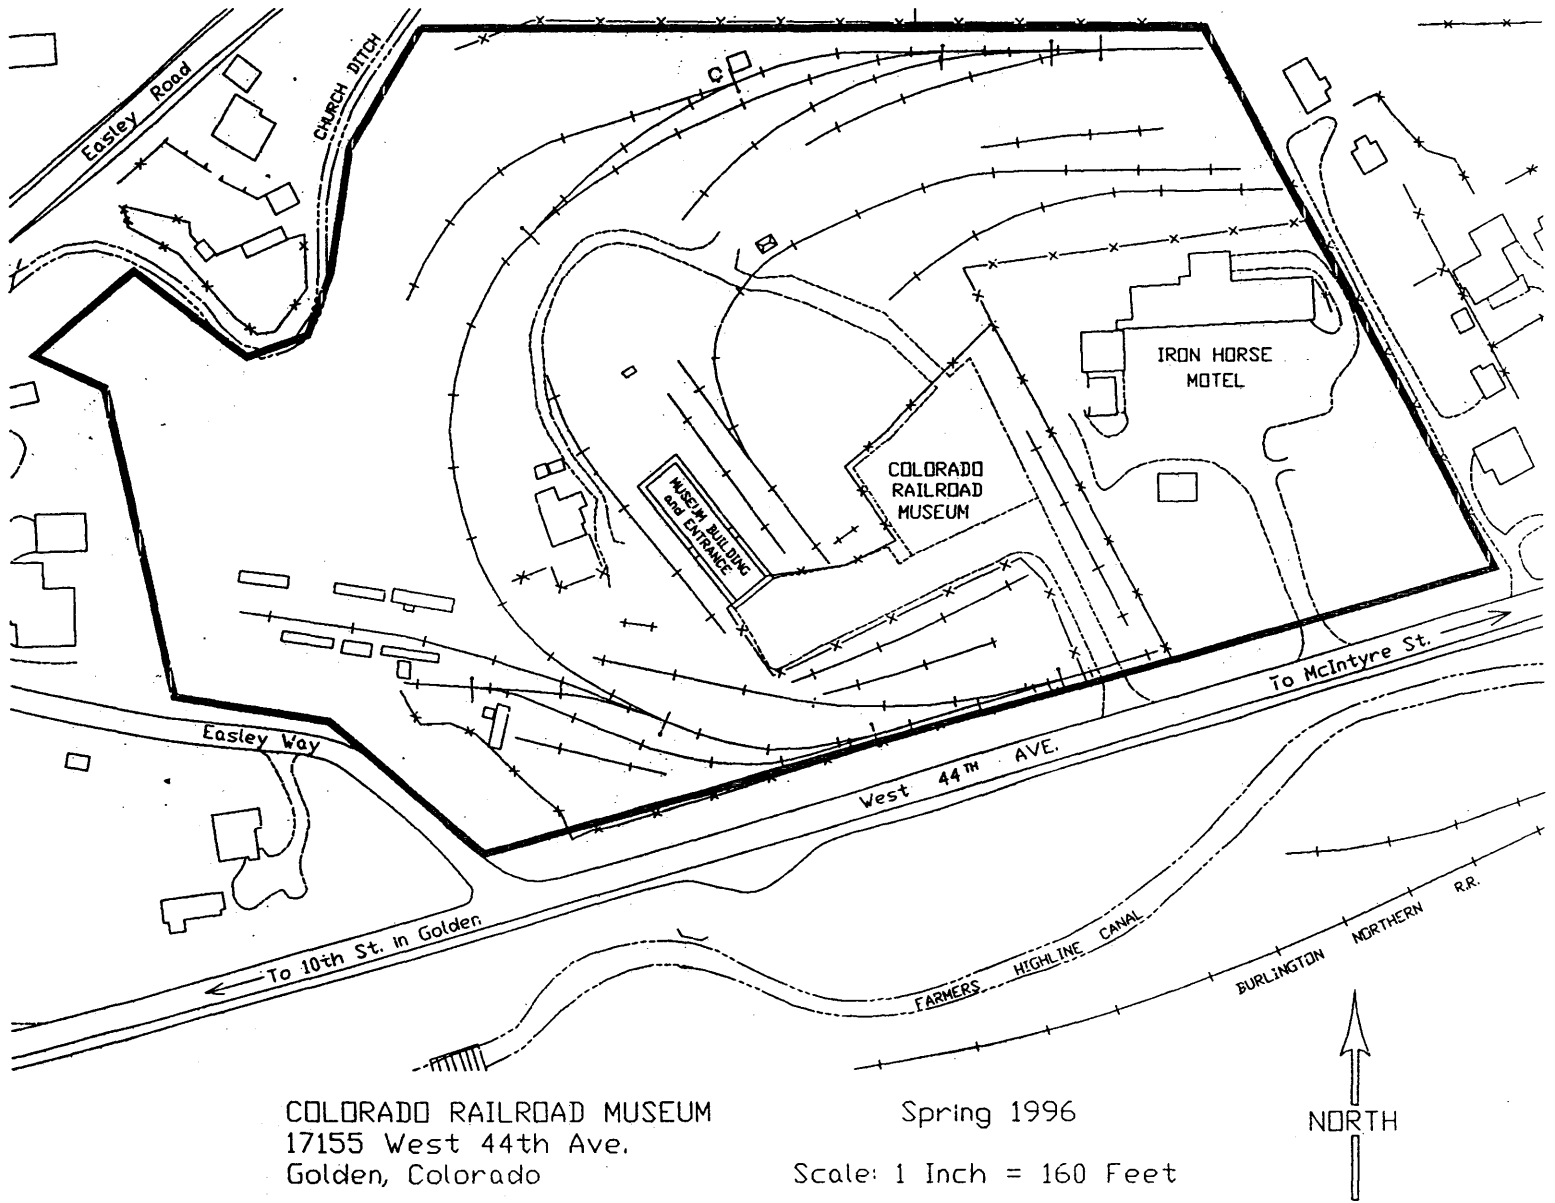 Easley Road
CHURCH DITCH
C
IRON HORSE
MOTEL
COLORADO
RAILROAD
MUSEUM
MUSEUM BUILDING
and ENTRANCE
Easley Way
To McIntyre St.
West 44TH AVE.
To 10th St. in Golden
FARMERS HIGHLINE CANAL
BURLINGTON NORTHERN R.R.
COLORADO RAILROAD MUSEUM
17155 West 44th Ave.
Golden, Colorado
Spring 1996
Scale: 1 Inch = 160 Feet
NORTH